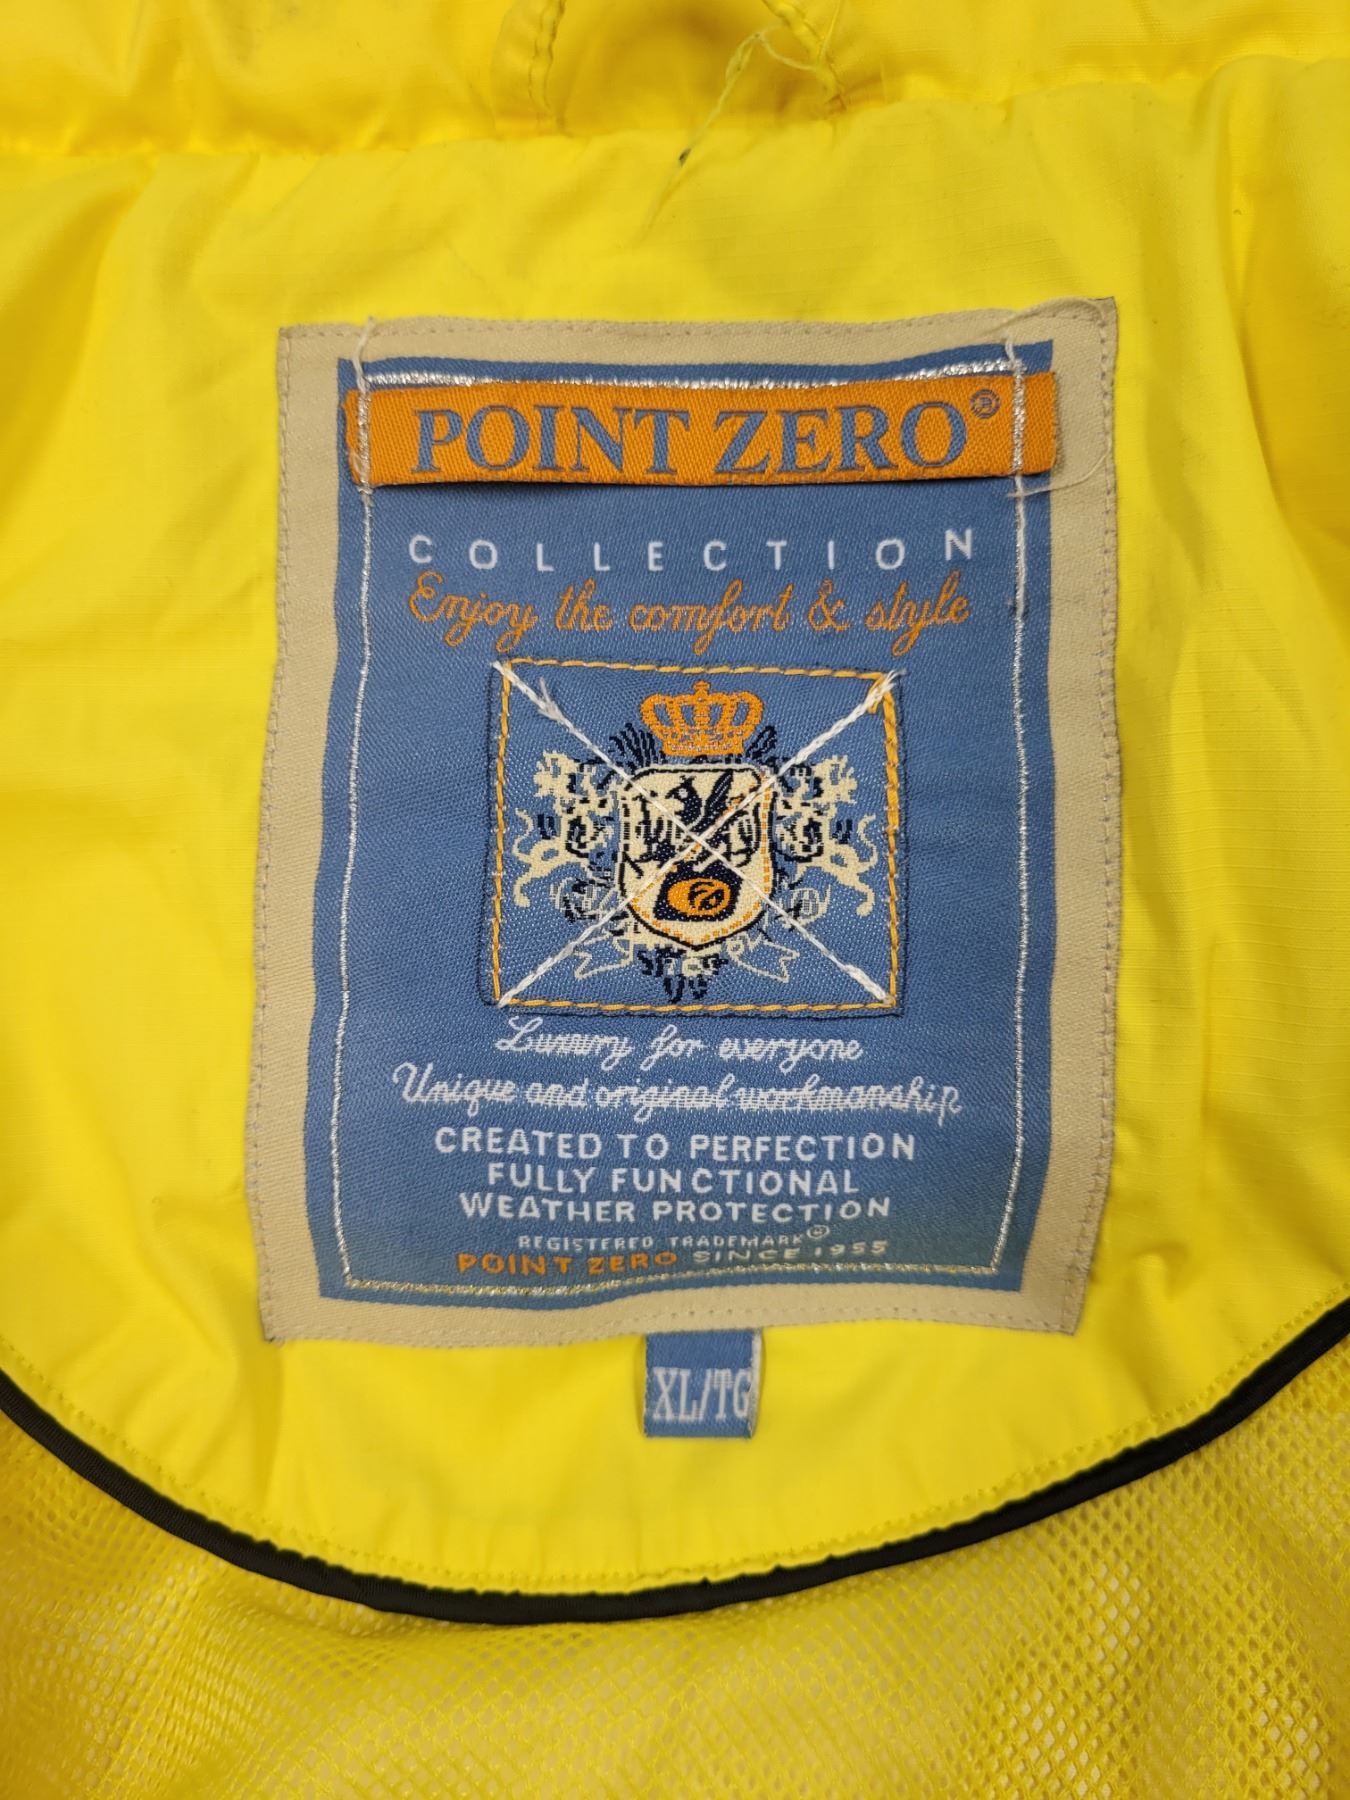 POINT ZERO®
COLLECTION
Enjoy the comfort & style
Luxury for everyone
Unique and original workmanship
CREATED TO PERFECTION
FULLY FUNCTIONAL
WEATHER PROTECTION
REGISTERED TRADEMARK®
POINT ZERO SINCE 1955
XL/TG